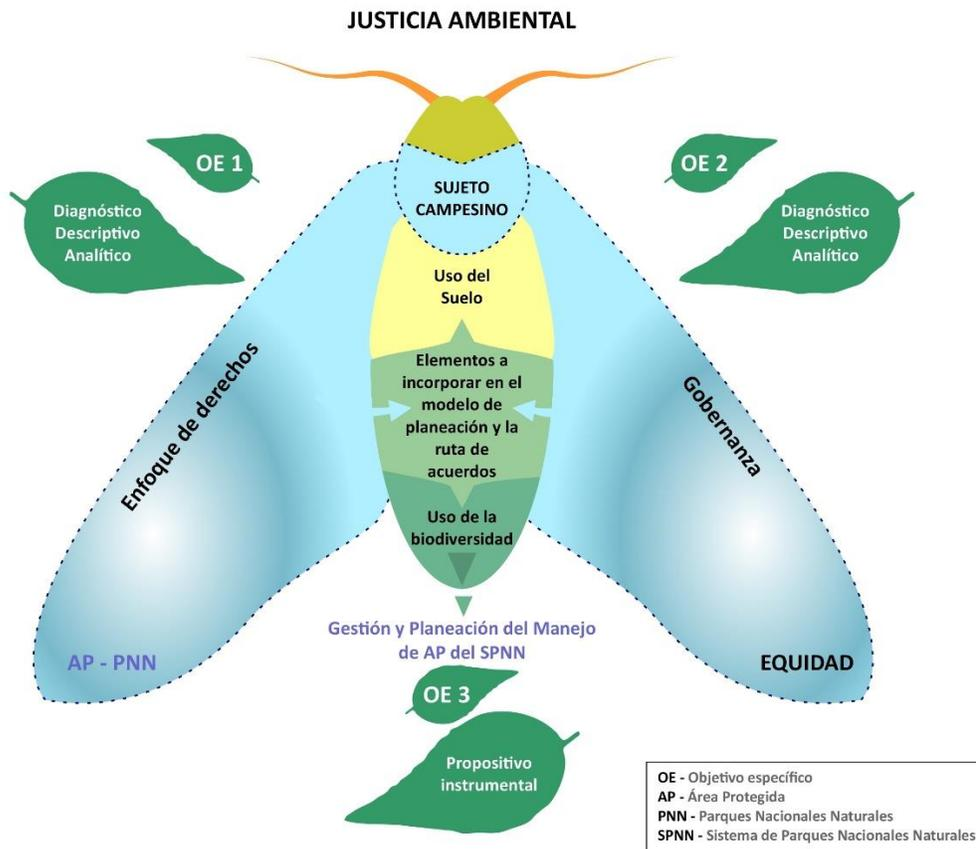 JUSTICIA AMBIENTAL
OE 1
OE 2
Diagnóstico
Descriptivo
Analítico
SUJETO
CAMPESINO
Diagnóstico
Descriptivo
Analítico
Uso del
Suelo
Enfoque de derechos
Elementos a
incorporar en el
modelo de
planeación y la
ruta de
acuerdos
Gobernanza
Uso de la
biodiversidad
Gestión y Planeación del Manejo
de AP del SPNN
AP - PNN
EQUIDAD
OE 3
Propositivo
instrumental
OE - Objetivo específico
AP - Área Protegida
PNN - Parques Nacionales Naturales
SPNN - Sistema de Parques Nacionales Naturales